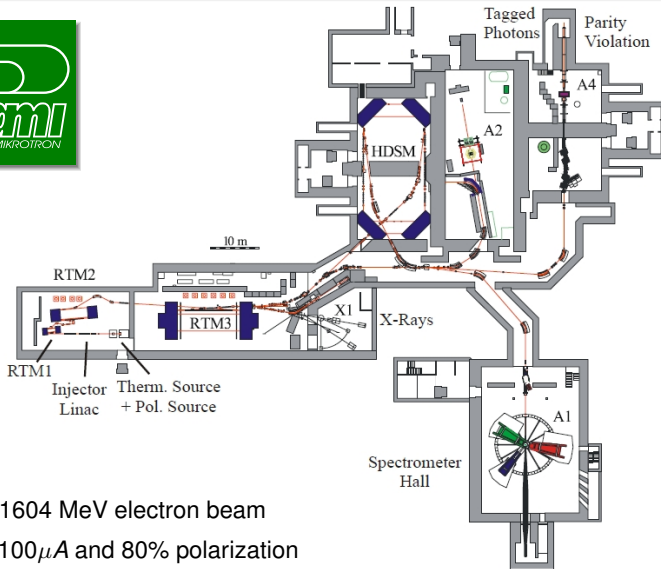 Tagged
Photons
Parity
Violation
A4
A2
HDSM
10 m
RTM2
RTM3
X1
X-Rays
RTM1
Injector
Linac
Therm. Source
+ Pol. Source
A1
Spectrometer
Hall
1604 MeV electron beam
100μA and 80% polarization